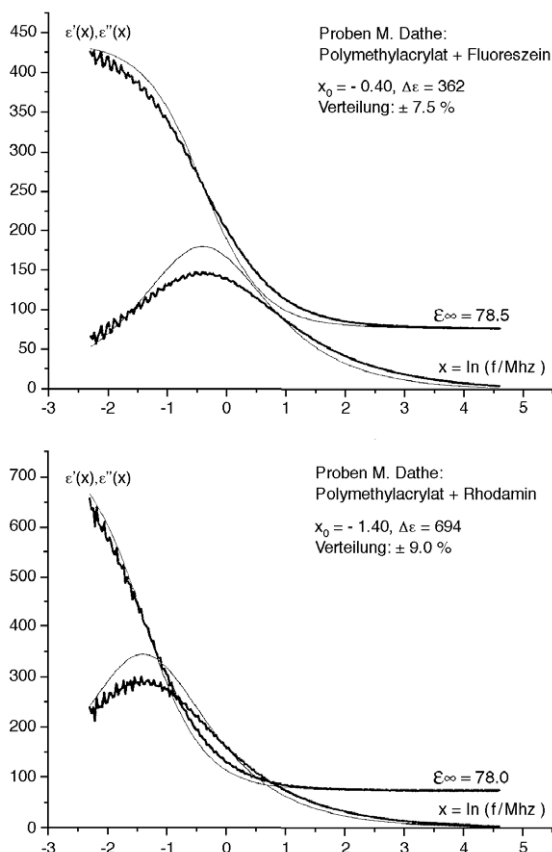 ε'(x),ε''(x)
Proben M. Dathe:
Polymethylacrylat + Fluoreszein
x₀ = - 0.40, Δε = 362
Verteilung: ± 7.5 %
450
400
350
300
250
200
150
100
50
0
ε∞ = 78.5
x = ln (f/Mhz)
-3 -2 -1 0 1 2 3 4 5
ε'(x),ε''(x)
Proben M. Dathe:
Polymethylacrylat + Rhodamin
x₀ = - 1.40, Δε = 694
Verteilung: ± 9.0 %
700
600
500
400
300
200
100
0
ε∞ = 78.0
x = ln (f/Mhz)
-3 -2 -1 0 1 2 3 4 5